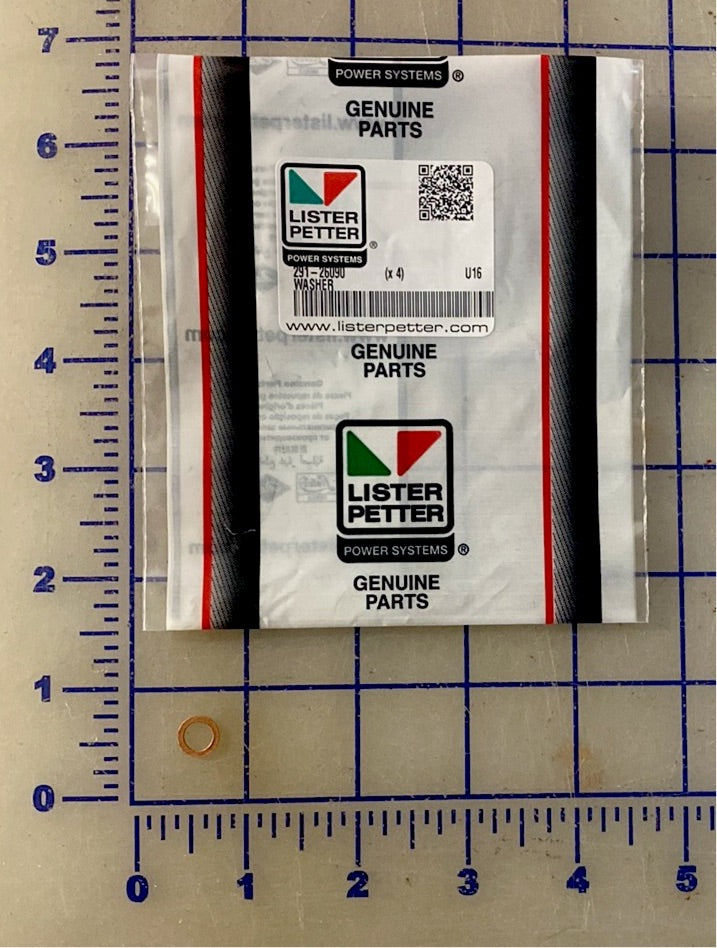 7
6
5
4
3
2
1
0
0 1 2 3 4 5
POWER SYSTEMS ®
GENUINE
PARTS
LISTER
PETTER
®
POWER SYSTEMS
291-26090 (x 4) U16
WASHER
www.listerpetter.com
GENUINE
PARTS
LISTER
PETTER
POWER SYSTEMS ®
GENUINE
PARTS